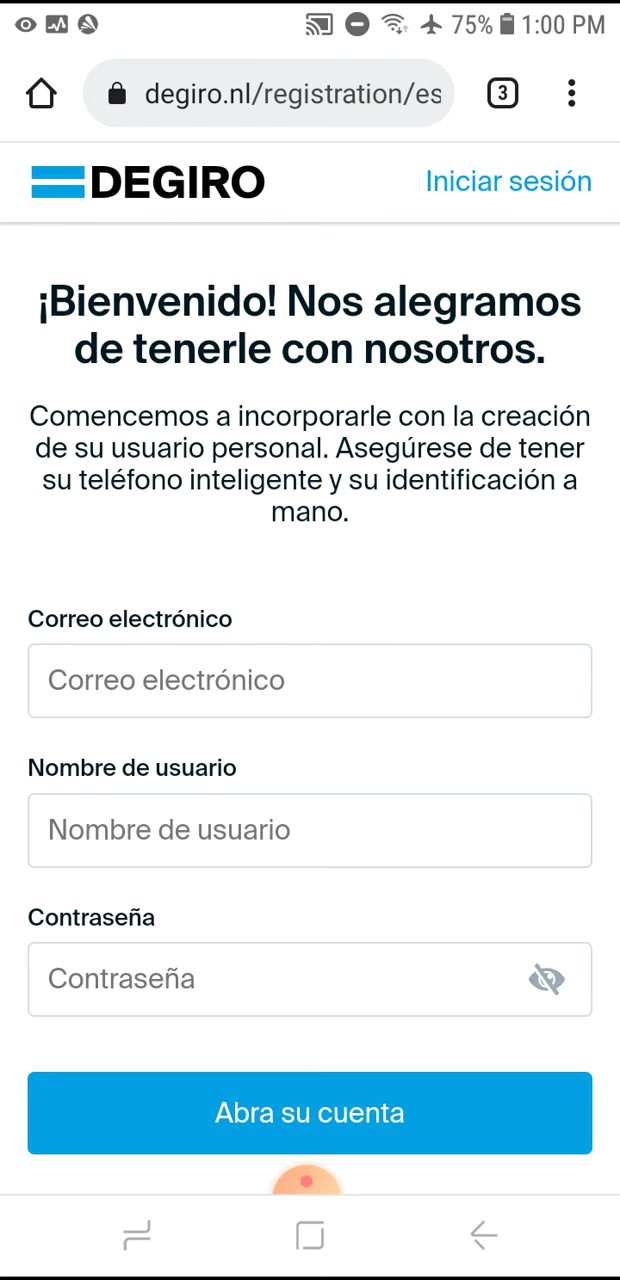 75% 1:00 PM
degiro.nl/registration/es
3
DEGIRO
Iniciar sesión
¡Bienvenido! Nos alegramos
de tenerle con nosotros.
Comencemos a incorporarle con la creación
de su usuario personal. Asegúrese de tener
su teléfono inteligente y su identificación a
mano.
Correo electrónico
Correo electrónico
Nombre de usuario
Nombre de usuario
Contraseña
Contraseña
Abra su cuenta